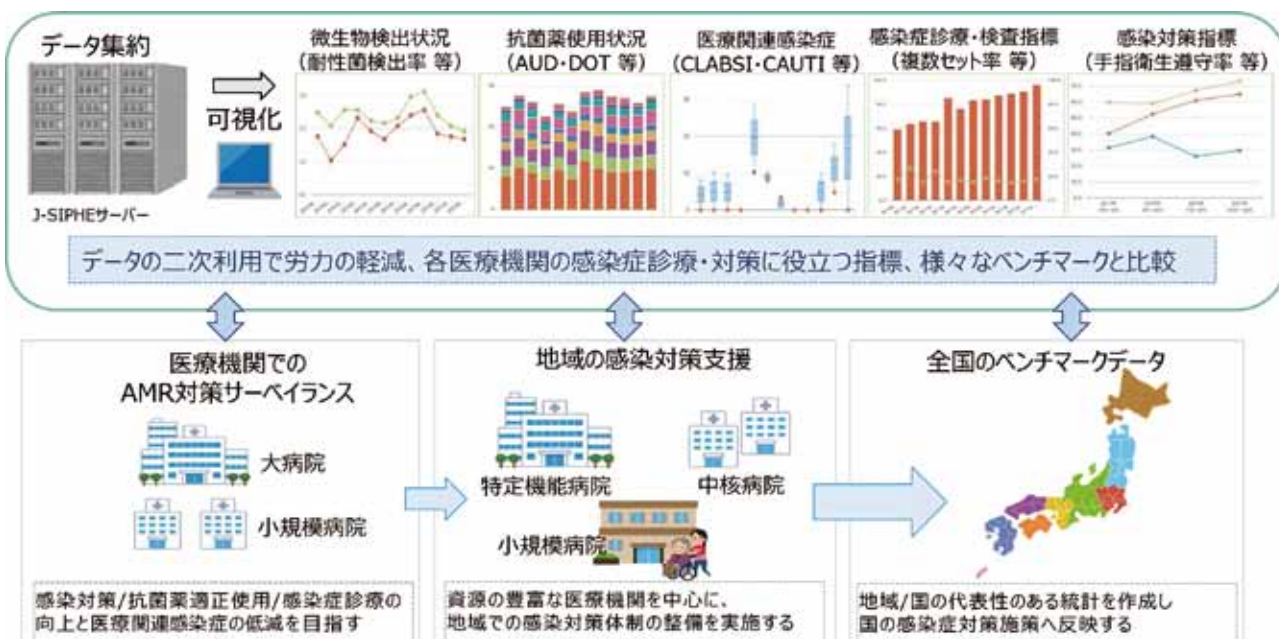 データ集約
可視化
J-SIPHEサーバー
微生物検出状況
(耐性菌検出率 等)
抗菌薬使用状況
(AUD・DOT 等)
医療関連感染症
(CLABSI・CAUTI 等)
感染症診療・検査指標
(複数セット率 等)
感染対策指標
(手指衛生遵守率 等)
データの二次利用で労力の軽減、各医療機関の感染症診療・対策に役立つ指標、様々なベンチマークと比較
医療機関での
AMR対策サーベイランス
大病院
小規模病院
感染対策/抗菌薬適正使用/感染症診療の
向上と医療関連感染症の低減を目指す
地域の感染対策支援
特定機能病院
中核病院
小規模病院
資源の豊富な医療機関を中心に、
地域での感染対策体制の整備を実施する
全国のベンチマークデータ
地域/国の代表性のある統計を作成し
国の感染症対策施策へ反映する